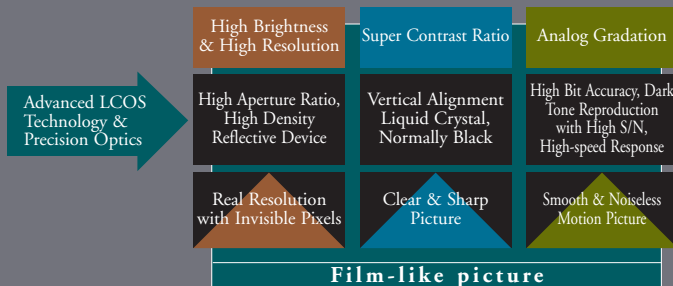 Advanced LCOS
Technology &
Precision Optics
High Brightness
& High Resolution
High Aperture Ratio,
High Density
Reflective Device
Real Resolution
with Invisible Pixels
Super Contrast Ratio
Vertical Alignment
Liquid Crystal,
Normally Black
Clear & Sharp
Picture
Analog Gradation
High Bit Accuracy, Dark
Tone Reproduction
with High S/N,
High-speed Response
Smooth & Noiseless
Motion Picture
Film-like picture